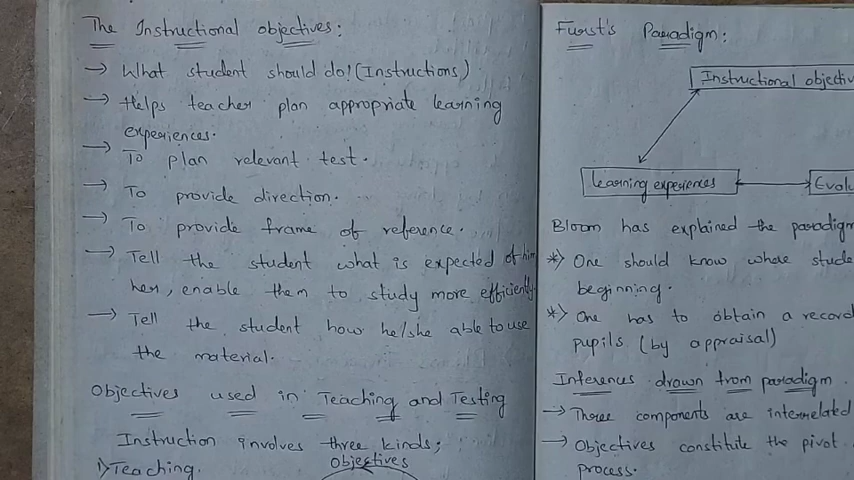 The Instructional objectives:
→ What student should do! (Instructions)
→ Helps teacher plan appropriate learning
experiences.
→ To plan relevant test.
→ To provide direction.
→ To provide frame of reference.
→ Tell the student what is expected of him
her, enable them to study more efficiently.
→ Tell the student how he/she able to use
the material.
Objectives used in Teaching and Testing
Instruction involves three kinds;
1) Teaching.
Objectives
Furst's Paradigm:
Instructional objectiv
Learning experiences
Evalu
Bloom has explained the paradigm
*) One should know where stude
beginning.
*) One has to obtain a record
pupils (by appraisal)
Inferences drawn from paradigm.
→ Three components are interrelated
→ Objectives constitute the pivot
process.